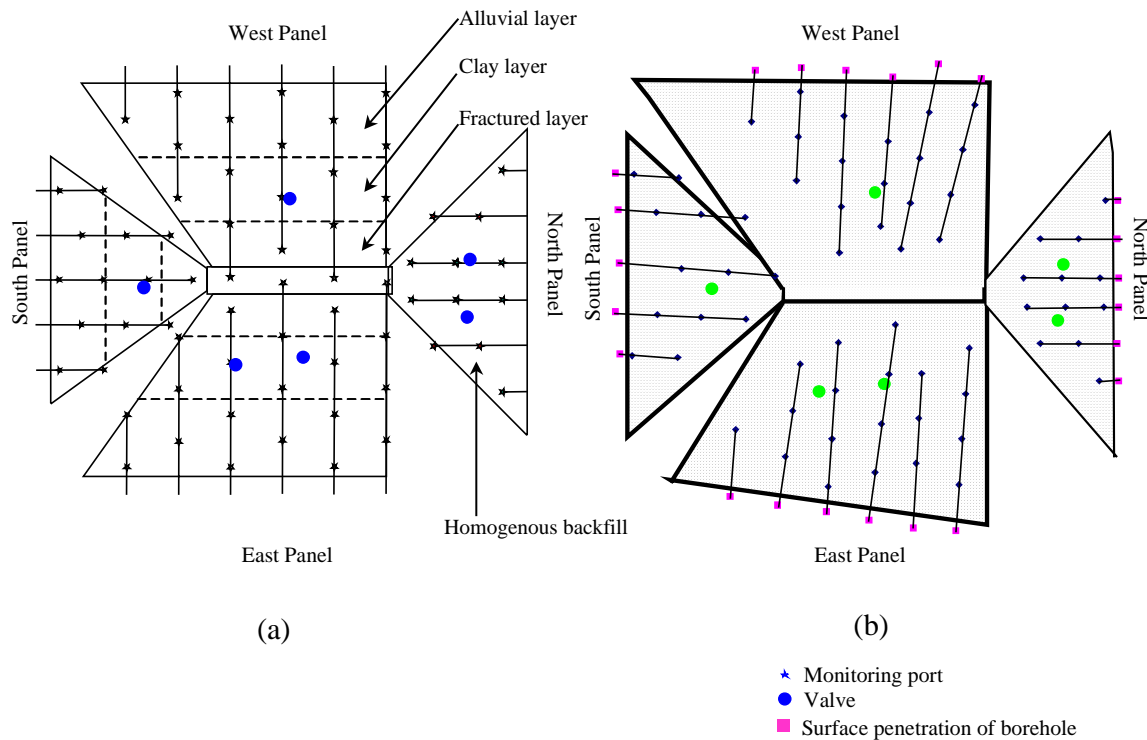 West Panel
Alluvial layer
Clay layer
Fractured layer
South Panel
North Panel
Homogenous backfill
East Panel
(a)
West Panel
South Panel
North Panel
East Panel
(b)
Monitoring port
Valve
Surface penetration of borehole